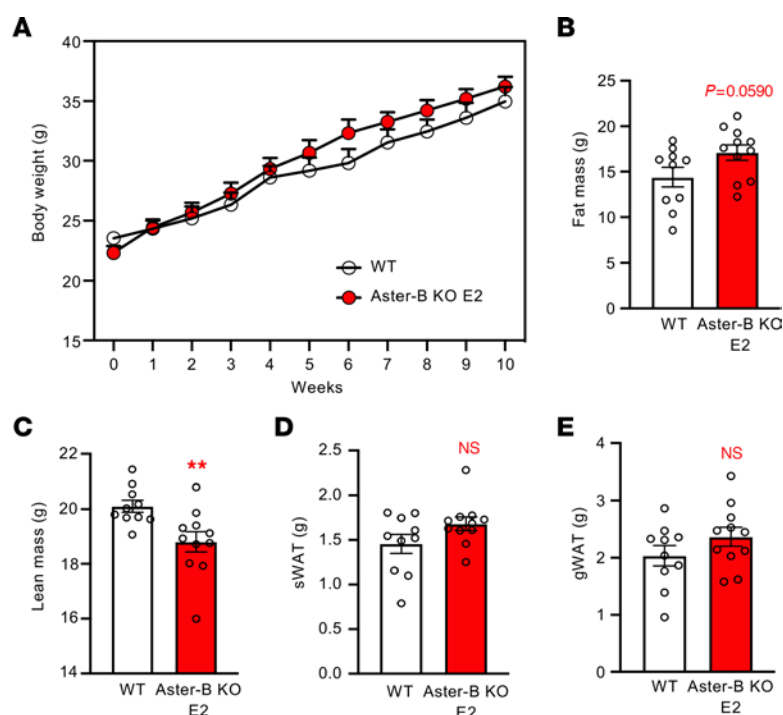 A
40
35
30
25
20
15
Body weight (g)
WT
Aster-B KO E2
0 1 2 3 4 5 6 7 8 9 10
Weeks
B
P=0.0590
25
20
15
10
5
0
Fat mass (g)
WT Aster-B KO
E2
C
**
22
20
18
16
14
Lean mass (g)
WT Aster-B KO
E2
D
NS
2.5
2.0
1.5
1.0
0.5
0.0
sWAT (g)
WT Aster-B KO
E2
E
NS
4
3
2
1
0
gWAT (g)
WT Aster-B KO
E2